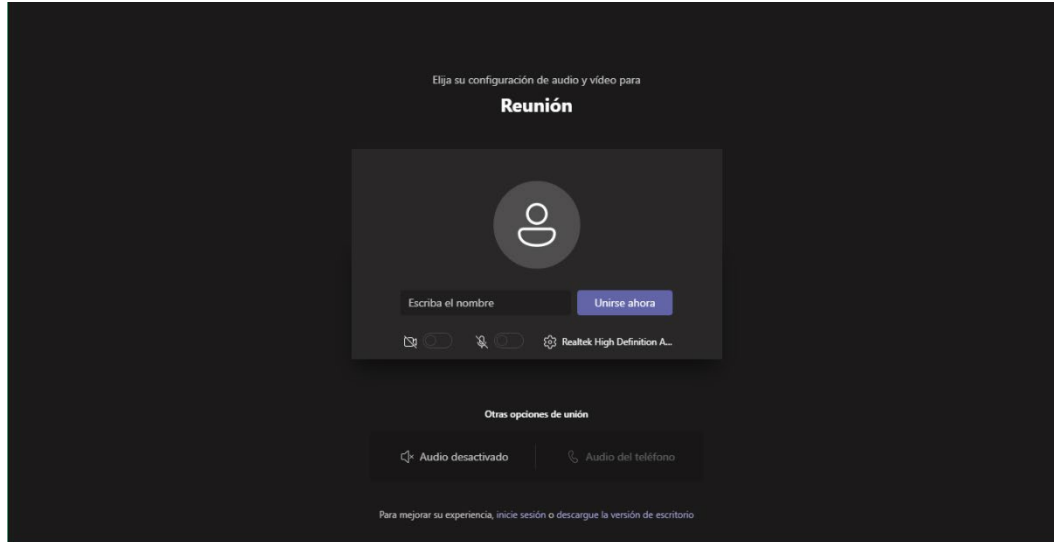 Elija su configuración de audio y vídeo para
Reunión
Escriba el nombre
Unirse ahora
Realtek High Definition A...
Otras opciones de unión
Audio desactivado
Audio del teléfono
Para mejorar su experiencia, inicie sesión o descargue la versión de escritorio